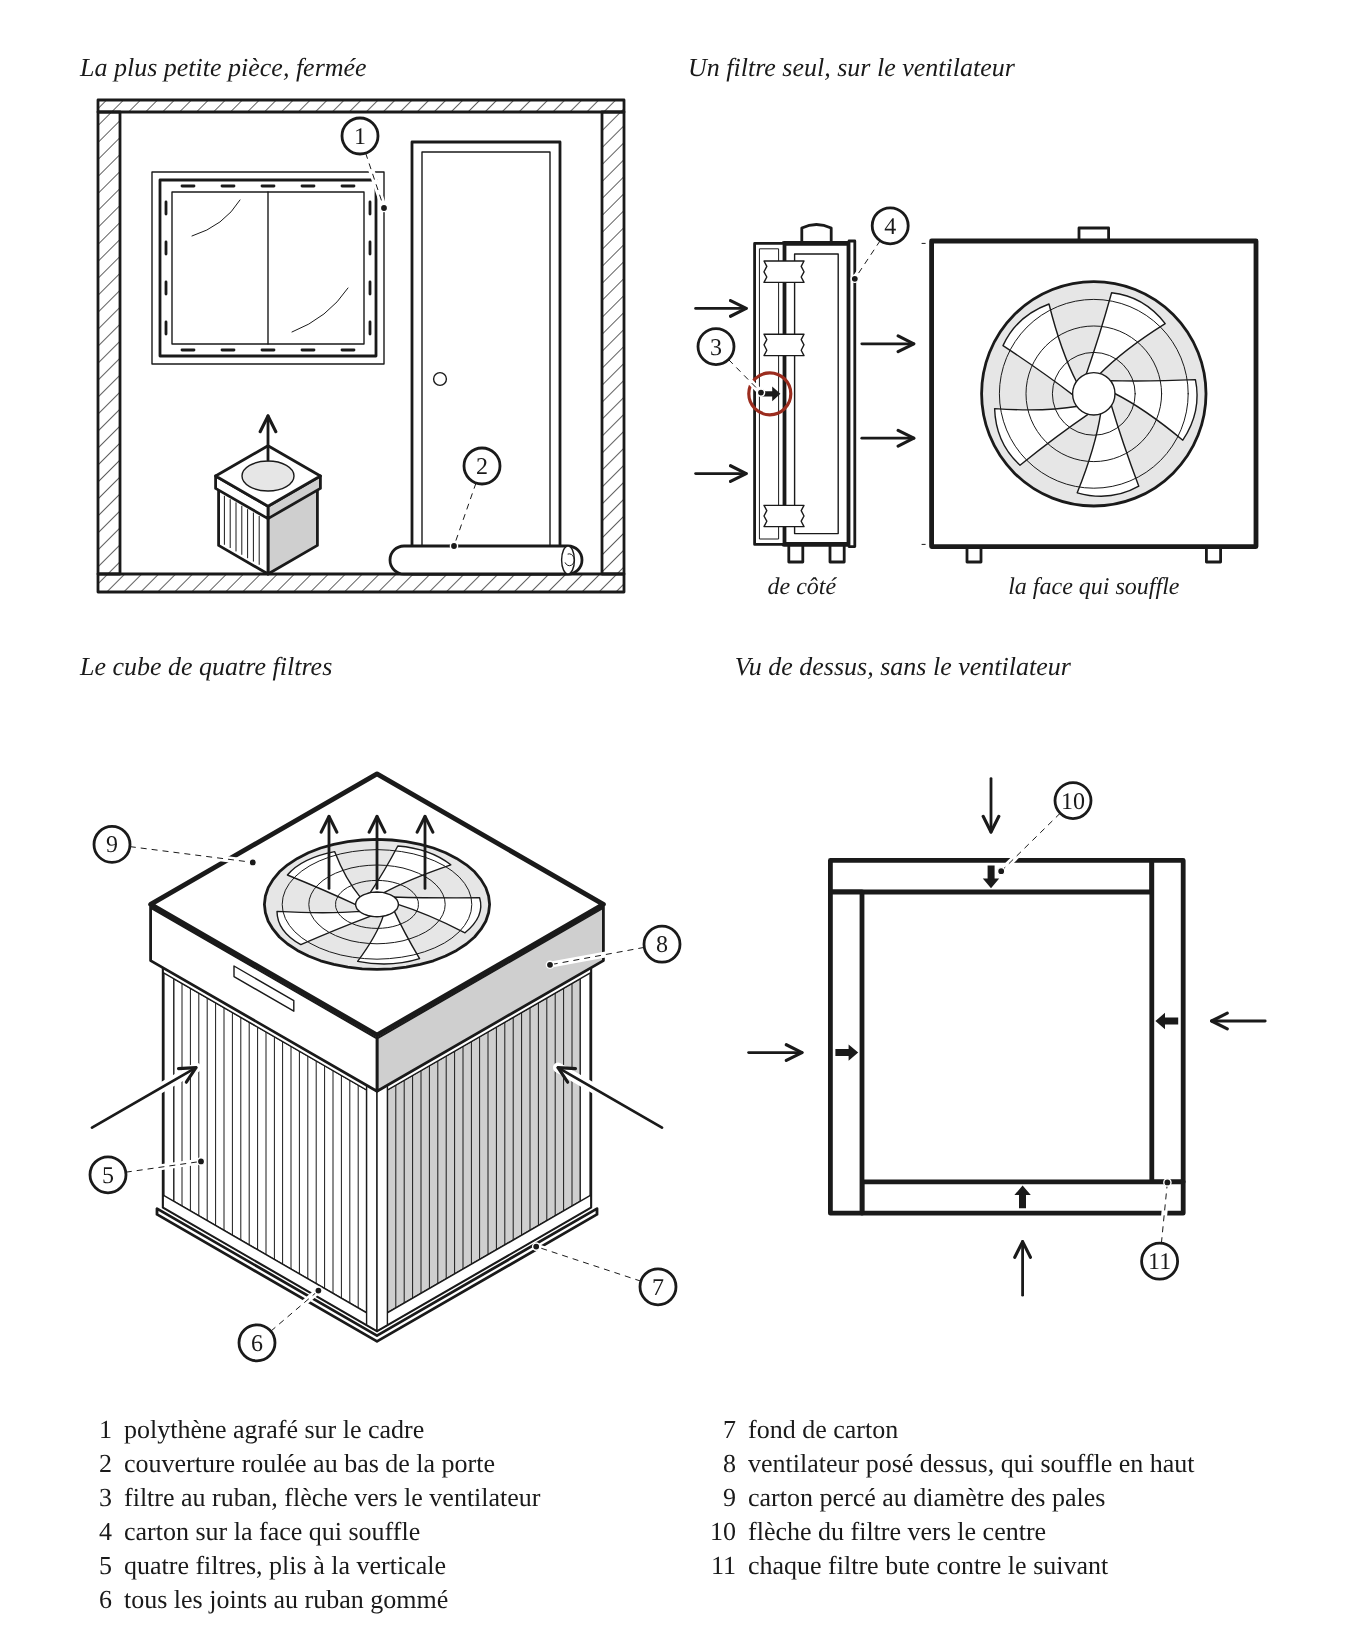 La plus petite pièce, fermée
Un filtre seul, sur le ventilateur
1
2
3
4
de côté
la face qui souffle
Le cube de quatre filtres
Vu de dessus, sans le ventilateur
9
8
5
7
6
10
11
1 polythène agrafé sur le cadre
2 couverture roulée au bas de la porte
3 filtre au ruban, flèche vers le ventilateur
4 carton sur la face qui souffle
5 quatre filtres, plis à la verticale
6 tous les joints au ruban gommé
7 fond de carton
8 ventilateur posé dessus, qui souffle en haut
9 carton percé au diamètre des pales
10 flèche du filtre vers le centre
11 chaque filtre bute contre le suivant